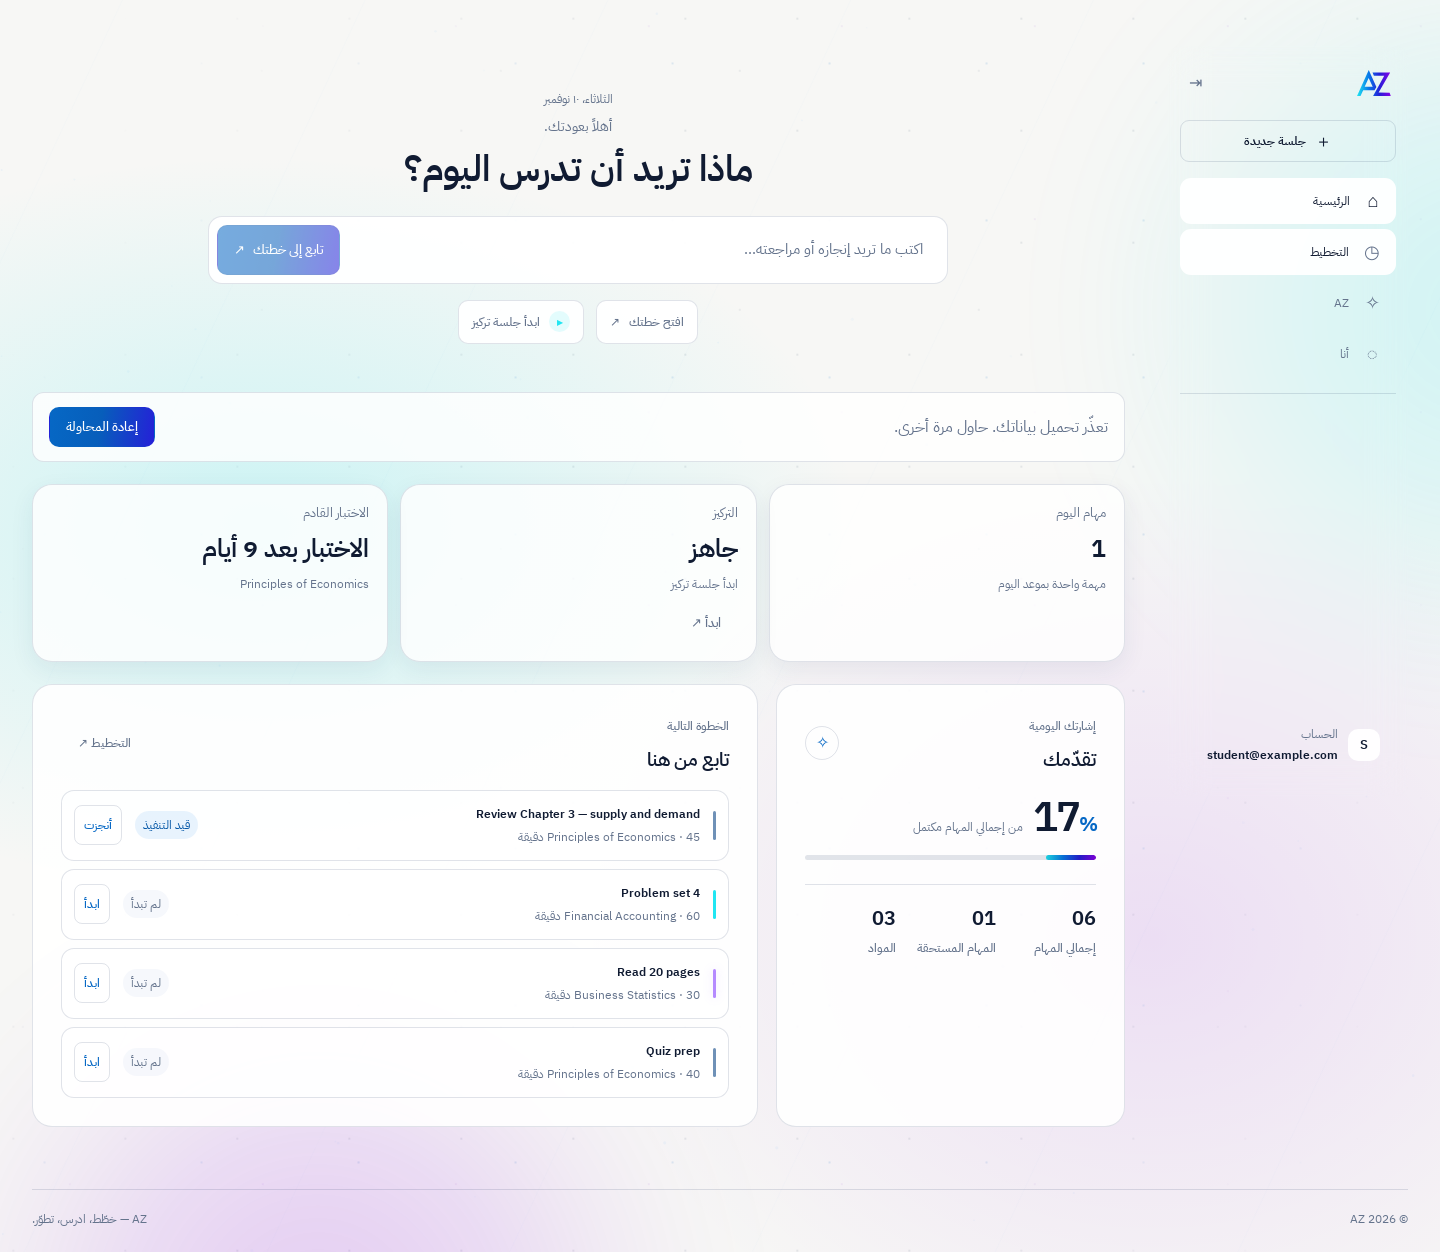 AZ
جلسة جديدة
الرئيسية
التخطيط
AZ
أنا
الحساب
S
student@example.com
الثلاثاء، ١٠ نوفمبر
أهلاً بعودتك.
ماذا تريد أن تدرس اليوم؟
اكتب ما تريد إنجازه أو مراجعته...
تابع إلى خطتك ↗
افتح خطتك ↗
ابدأ جلسة تركيز
تعذّر تحميل بياناتك. حاول مرة أخرى.
إعادة المحاولة
مهام اليوم
1
مهمة واحدة بموعد اليوم
التركيز
جاهز
ابدأ جلسة تركيز
ابدأ ↗
الاختبار القادم
الاختبار بعد 9 أيام
Principles of Economics
إشارتك اليومية
تقدّمك
17%
من إجمالي المهام مكتمل
06
إجمالي المهام
01
المهام المستحقة
03
المواد
الخطوة التالية
تابع من هنا
التخطيط ↗
Review Chapter 3 — supply and demand
Principles of Economics · 45 دقيقة
قيد التنفيذ
أنجزت
Problem set 4
Financial Accounting · 60 دقيقة
لم تبدأ
ابدأ
Read 20 pages
Business Statistics · 30 دقيقة
لم تبدأ
ابدأ
Quiz prep
Principles of Economics · 40 دقيقة
لم تبدأ
ابدأ
© 2026 AZ
AZ — خطّط، ادرس، تطوّر.